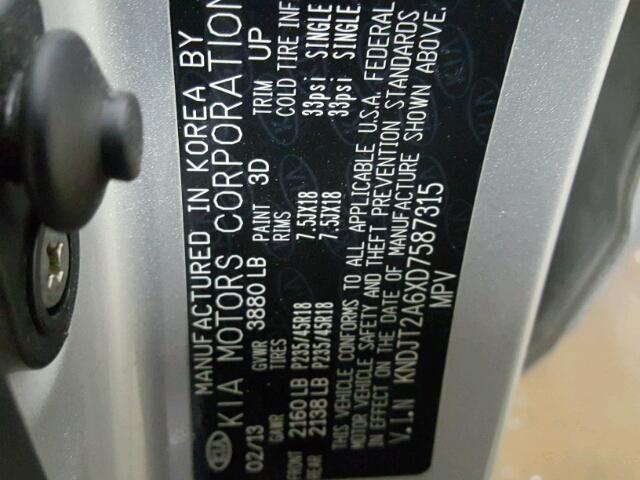 MANUFACTURED IN KOREA BY
KIA KIA MOTORS CORPORATION
02/13 GVWR 3880 LB PAINT 3D TRIM UP
GAWR TIRES RIMS COLD TIRE INF
FRONT 2160 LB P235/45R18 7.5JX18 33psi SINGLE
REAR 2138 LB P235/45R18 7.5JX18 33psi SINGLE
THIS VEHICLE CONFORMS TO ALL APPLICABLE U.S.A. FEDERAL
MOTOR VEHICLE SAFETY AND THEFT PREVENTION STANDARDS
IN EFFECT ON THE DATE OF MANUFACTURE SHOWN ABOVE.
V.I.N KNDJT2A6XD7587315
MPV